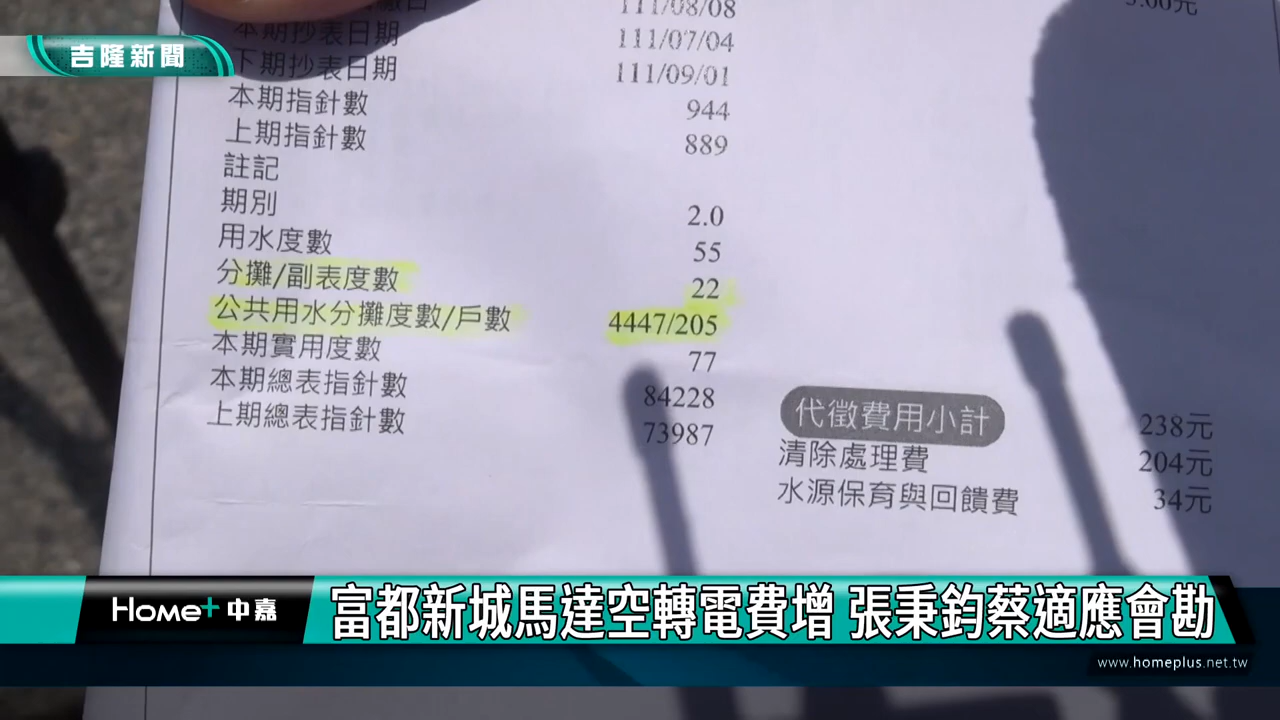 吉隆新聞
111/08/08
本期抄表日期 111/07/04
下期抄表日期 111/09/01
本期指針數 944
上期指針數 889
註記
期別 2.0
用水度數 55
分攤/副表度數 22
公共用水分攤度數/戶數 4447/205
本期實用度數 77
本期總表指針數 84228
上期總表指針數 73987
代徵費用小計 238元
清除處理費 204元
水源保育與回饋費 34元
Home+ 中嘉
富都新城馬達空轉電費增 張秉鈞蔡適應會勘
www.homeplus.net.tw